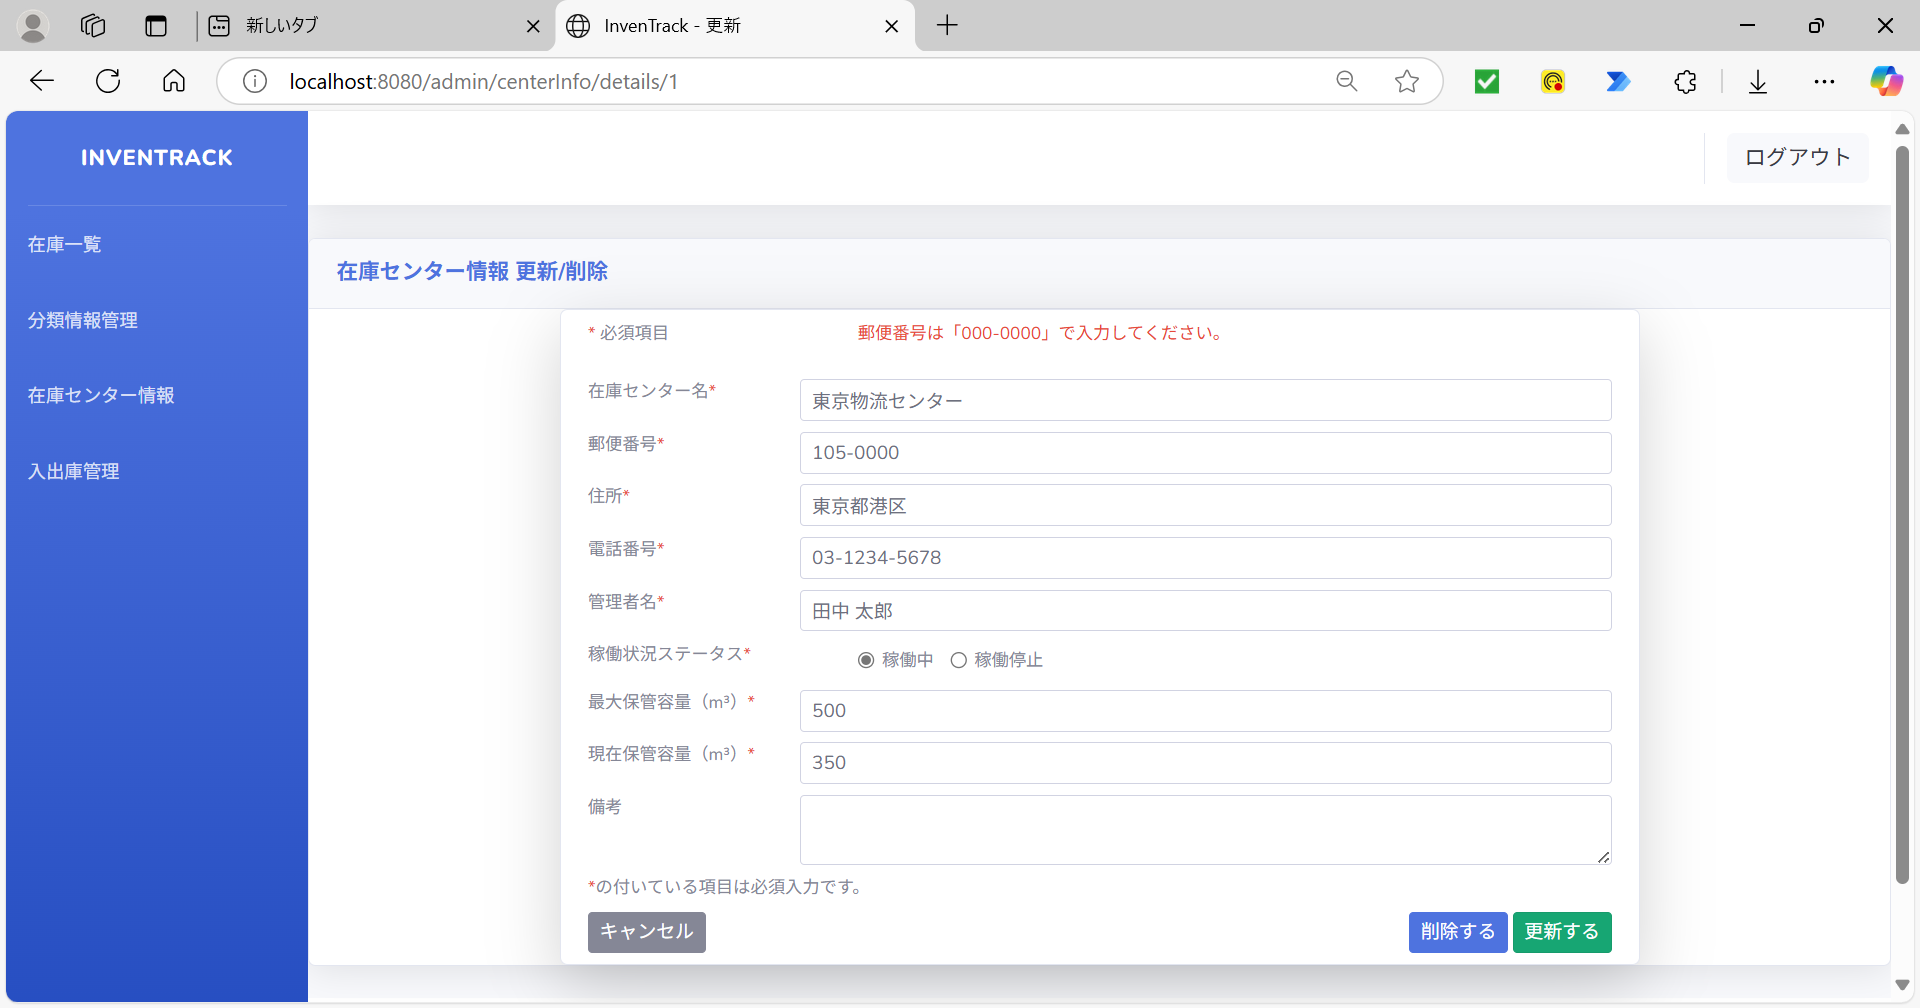 新しいタブ
InvenTrack - 更新
localhost:8080/admin/centerInfo/details/1
INVENTRACK
ログアウト
在庫一覧
分類情報管理
在庫センター情報
入出庫管理
在庫センター情報 更新/削除
* 必須項目
郵便番号は「000-0000」で入力してください。
在庫センター名*
東京物流センター
郵便番号*
105-0000
住所*
東京都港区
電話番号*
03-1234-5678
管理者名*
田中 太郎
稼働状況ステータス*
稼働中 稼働停止
最大保管容量（m³）*
500
現在保管容量（m³）*
350
備考
*の付いている項目は必須入力です。
キャンセル
削除する
更新する